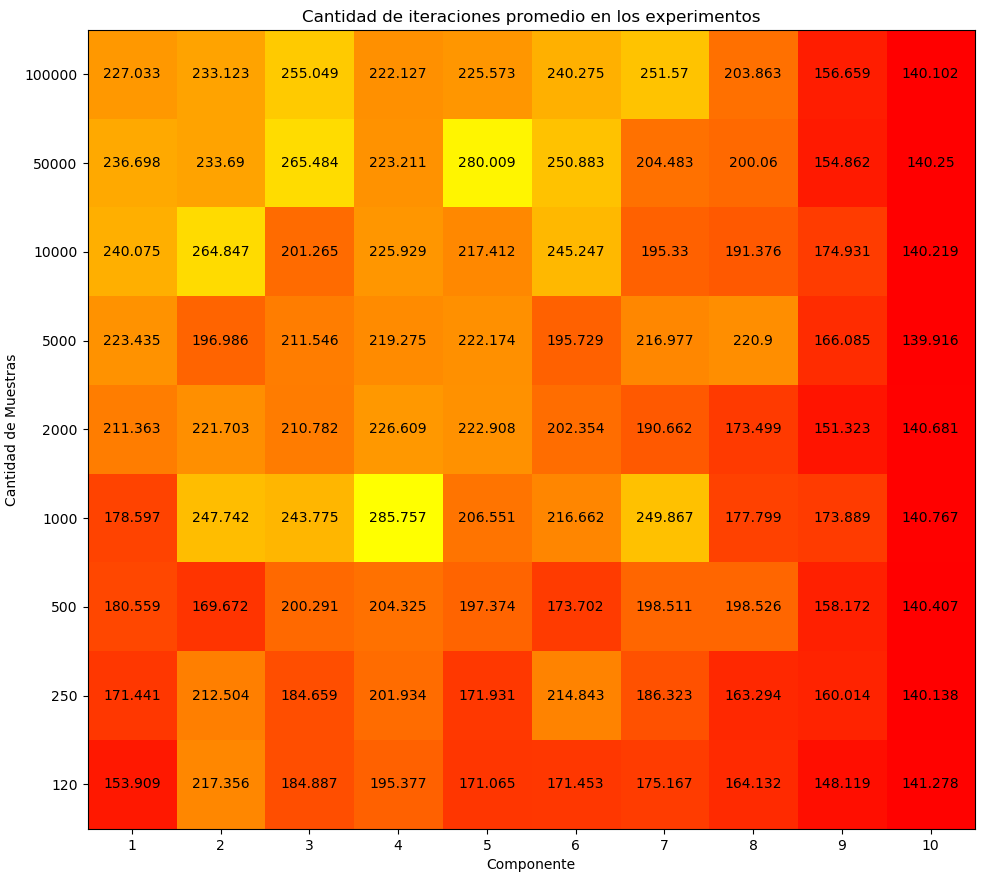 Cantidad de iteraciones promedio en los experimentos
Cantidad de Muestras
100000 227.033 233.123 255.049 222.127 225.573 240.275 251.57 203.863 156.659 140.102
50000 236.698 233.69 265.484 223.211 280.009 250.883 204.483 200.06 154.862 140.25
10000 240.075 264.847 201.265 225.929 217.412 245.247 195.33 191.376 174.931 140.219
5000 223.435 196.986 211.546 219.275 222.174 195.729 216.977 220.9 166.085 139.916
2000 211.363 221.703 210.782 226.609 222.908 202.354 190.662 173.499 151.323 140.681
1000 178.597 247.742 243.775 285.757 206.551 216.662 249.867 177.799 173.889 140.767
500 180.559 169.672 200.291 204.325 197.374 173.702 198.511 198.526 158.172 140.407
250 171.441 212.504 184.659 201.934 171.931 214.843 186.323 163.294 160.014 140.138
120 153.909 217.356 184.887 195.377 171.065 171.453 175.167 164.132 148.119 141.278
1 2 3 4 5 6 7 8 9 10
Componente